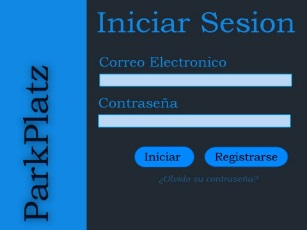 ParkPlatz
Iniciar Sesion
Correo Electronico
Contraseña
Iniciar
Registrarse
¿Olvido su contraseña?